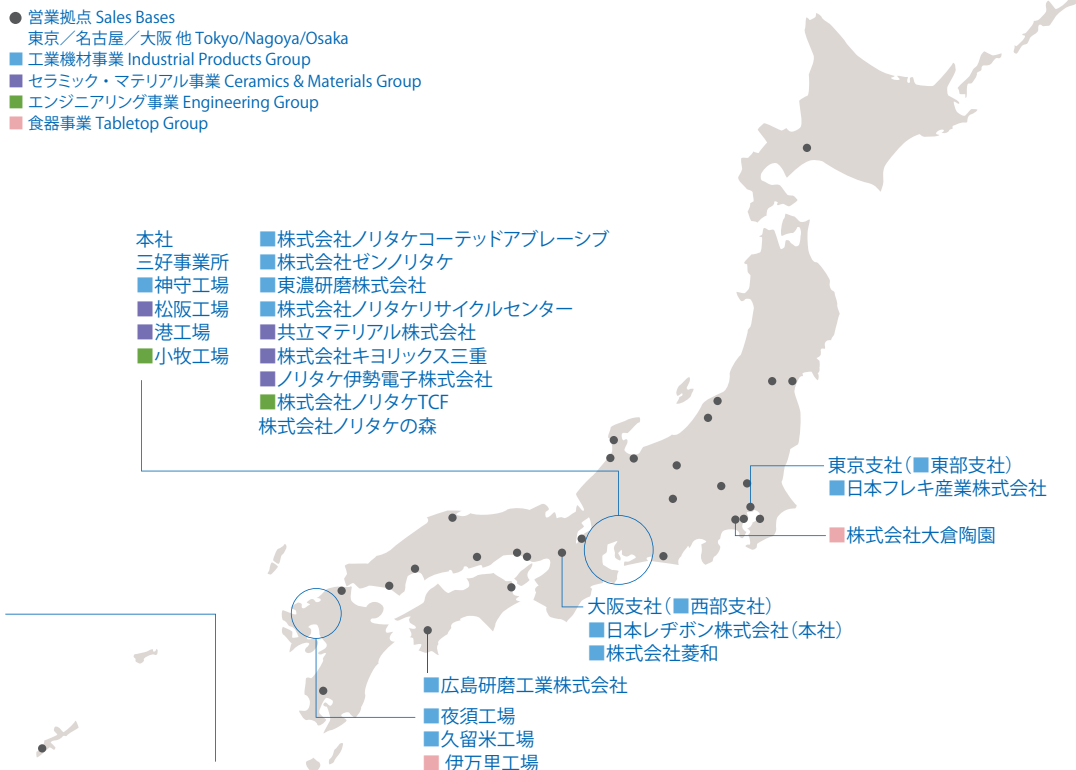 営業拠点 Sales Bases
東京／名古屋／大阪 他 Tokyo/Nagoya/Osaka
工業機材事業 Industrial Products Group
セラミック・マテリアル事業 Ceramics & Materials Group
エンジニアリング事業 Engineering Group
食器事業 Tabletop Group
本社
三好事業所
神守工場
松阪工場
港工場
小牧工場
株式会社ノリタケコーテッドアブレーシブ
株式会社ゼンノリタケ
東濃研磨株式会社
株式会社ノリタケリサイクルセンター
共立マテリアル株式会社
株式会社キヨリックス三重
ノリタケ伊勢電子株式会社
株式会社ノリタケTCF
株式会社ノリタケの森
東京支社（■東部支社）
日本フレキ産業株式会社
株式会社大倉陶園
大阪支社（■西部支社）
日本レヂボン株式会社（本社）
株式会社菱和
広島研磨工業株式会社
夜須工場
久留米工場
伊万里工場